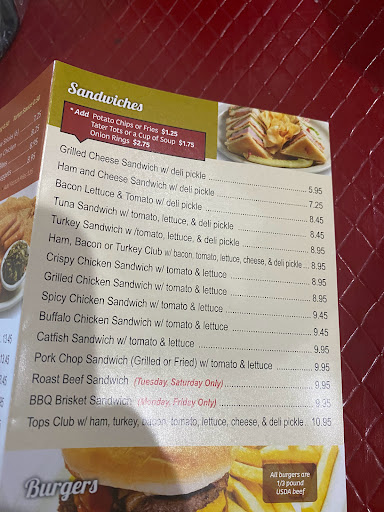 Sandwiches
* Add Potato Chips or Fries $1.25
Tater Tots or a Cup of Soup $1.75
Onion Rings $2.75
Grilled Cheese Sandwich w/ deli pickle 5.95
Ham and Cheese Sandwich w/ deli pickle 7.25
Bacon Lettuce & Tomato w/ deli pickle 8.45
Tuna Sandwich w/ tomato, lettuce, & deli pickle 8.45
Turkey Sandwich w /tomato, lettuce, & deli pickle 8.95
Ham, Bacon or Turkey Club w/ bacon, tomato, lettuce, cheese, & deli pickle 8.95
Crispy Chicken Sandwich w/ tomato & lettuce 8.95
Grilled Chicken Sandwich w/ tomato & lettuce 8.95
Spicy Chicken Sandwich w/ tomato & lettuce 9.45
Buffalo Chicken Sandwich w/ tomato & lettuce 9.45
Catfish Sandwich w/ tomato & lettuce 9.95
Pork Chop Sandwich (Grilled or Fried) w/ tomato & lettuce 9.95
Roast Beef Sandwich (Tuesday, Saturday Only) 9.95
BBQ Brisket Sandwich (Monday, Friday Only) 9.35
Tops Club w/ ham, turkey, bacon, tomato, lettuce, cheese, & deli pickle 10.95
Burgers
All burgers are
1/3 pound
USDA beef